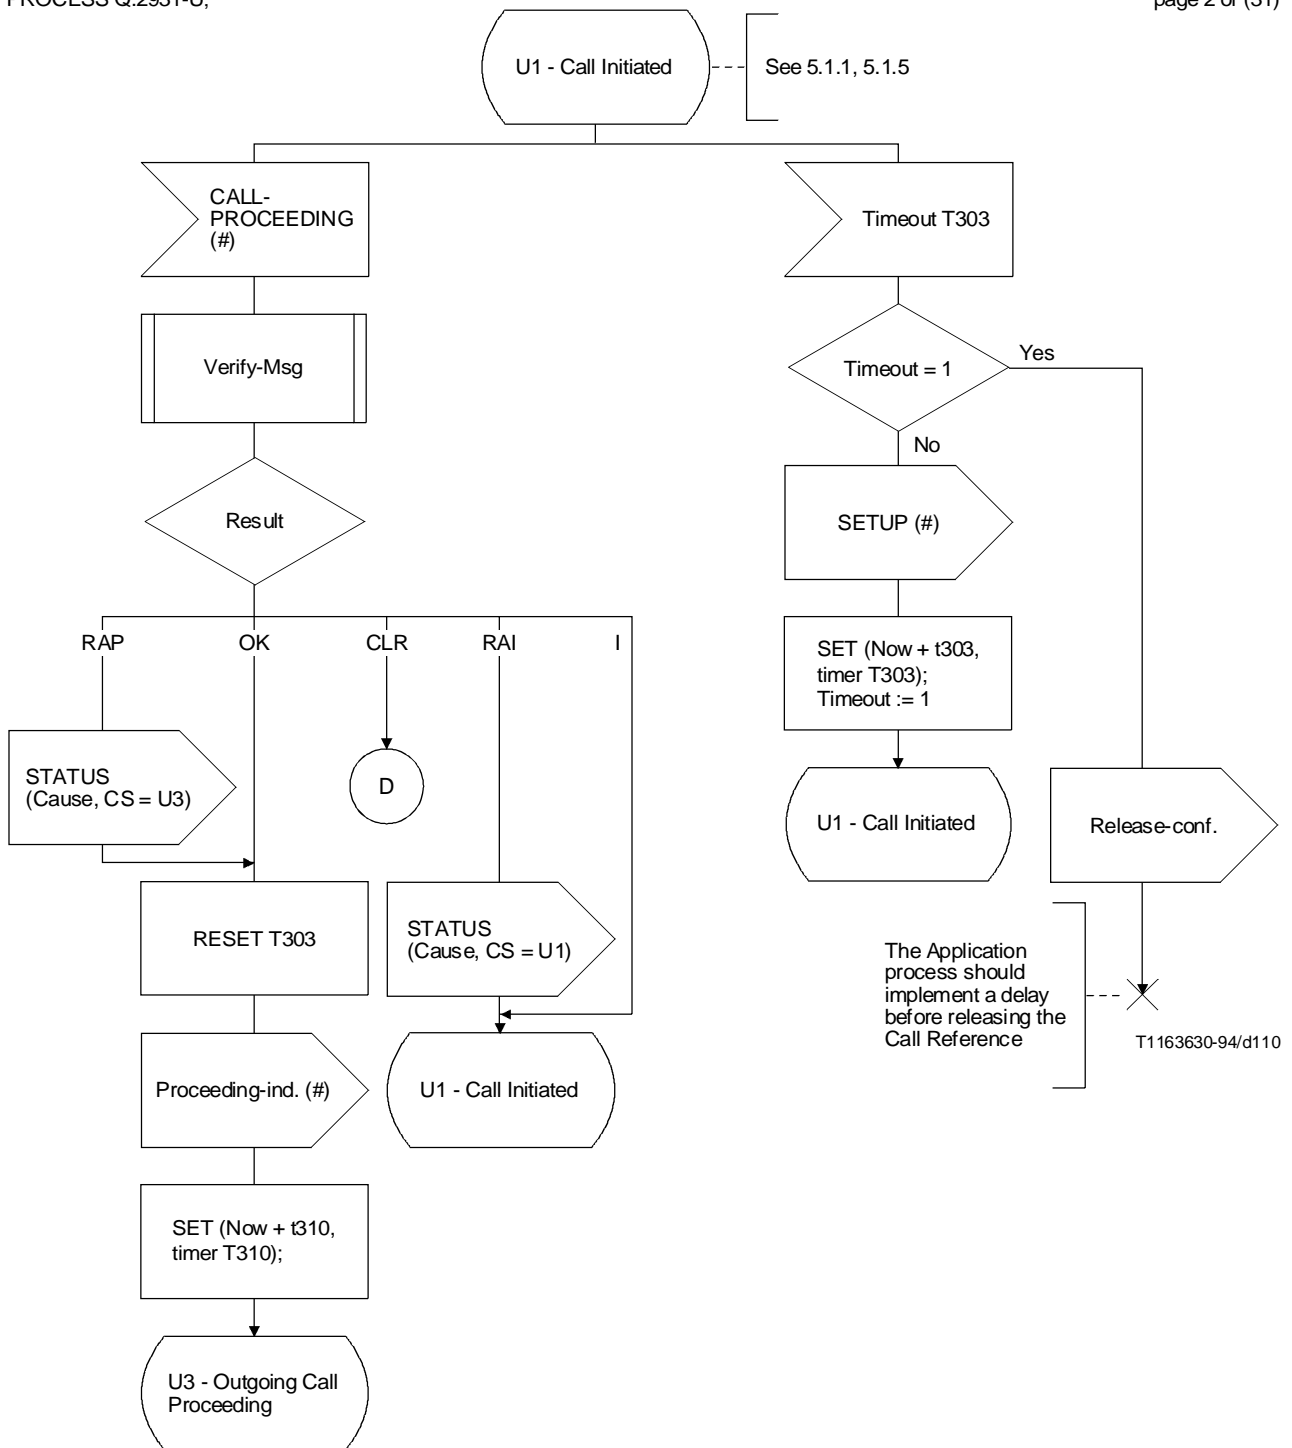 PROCESS Q.2931-U;
page 2 of (31)
U1 - Call Initiated
See 5.1.1, 5.1.5
CALL-
PROCEEDING
(#)
Timeout T303
Verify-Msg
Timeout = 1
Yes
No
Result
SETUP (#)
RAP
OK
CLR
RAI
I
SET (Now + t303,
timer T303);
Timeout := 1
STATUS
(Cause, CS = U3)
D
U1 - Call Initiated
Release-conf.
RESET T303
STATUS
(Cause, CS = U1)
The Application
process should
implement a delay
before releasing the
Call Reference
T1163630-94/d110
Proceeding-ind. (#)
U1 - Call Initiated
SET (Now + t310,
timer T310);
U3 - Outgoing Call
Proceeding